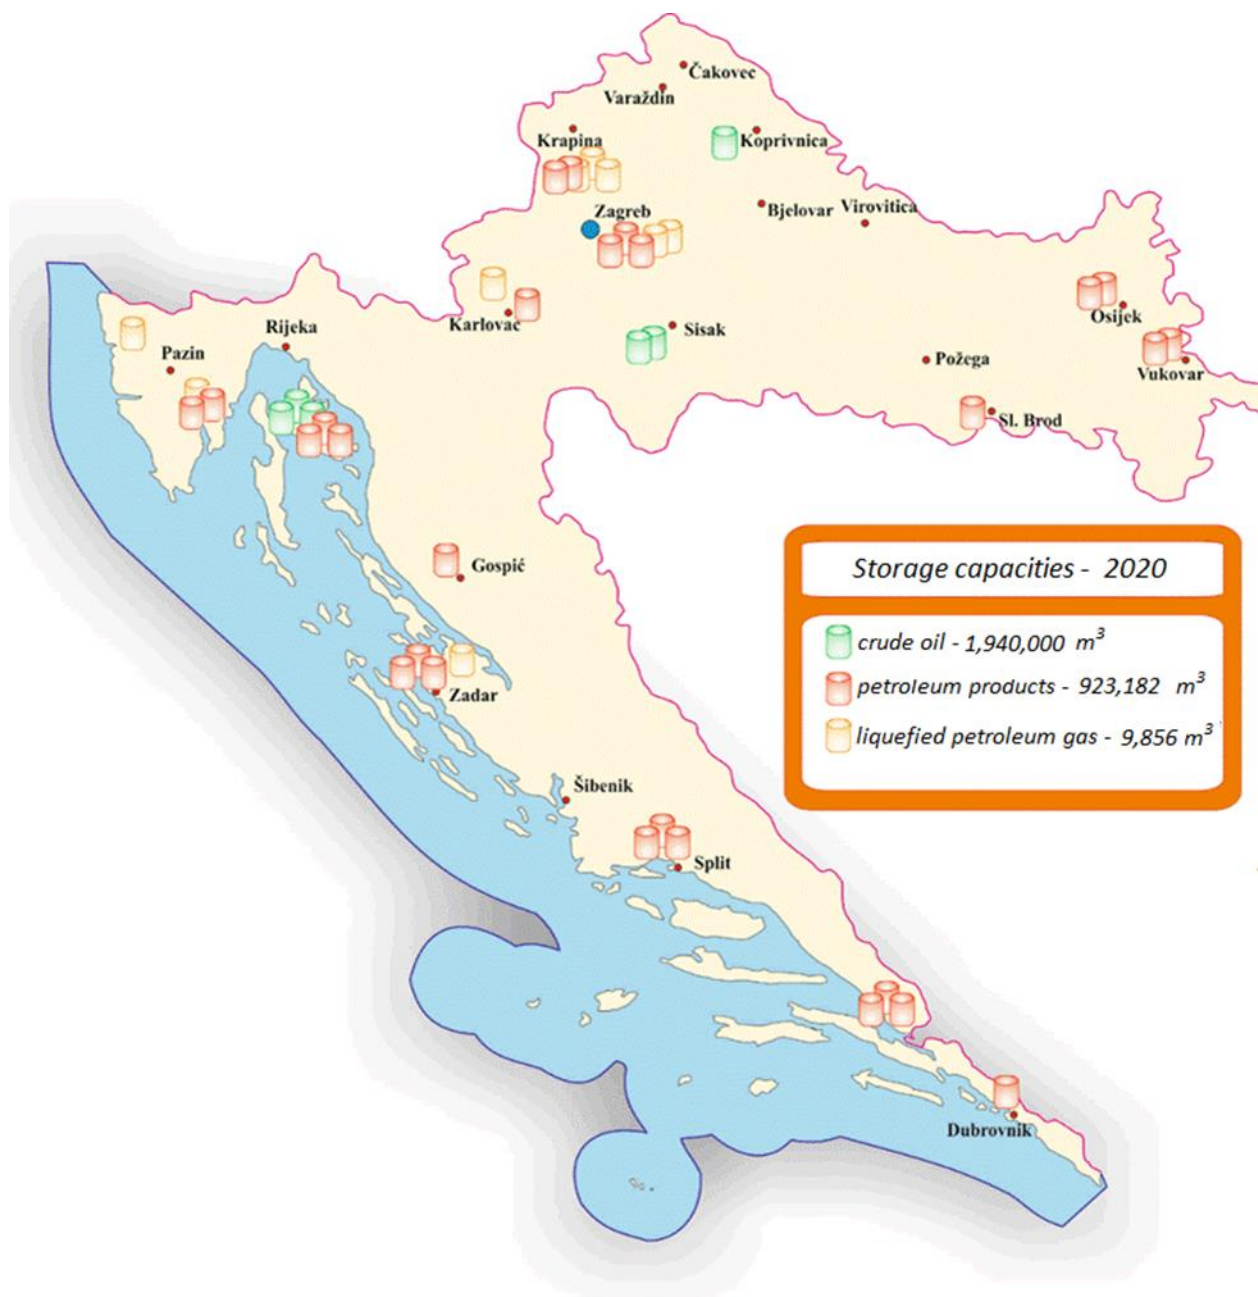 Čakovec
Varaždin
Krapina
Koprivnica
Zagreb
Bjelovar
Virovitica
Rijeka
Karlovac
Sisak
Osijek
Pazin
Požega
Vukovar
Sl. Brod
Gospić
Storage capacities - 2020
crude oil - 1,940,000 m³
petroleum products - 923,182 m³
liquefied petroleum gas - 9,856 m³
Zadar
Šibenik
Split
Dubrovnik